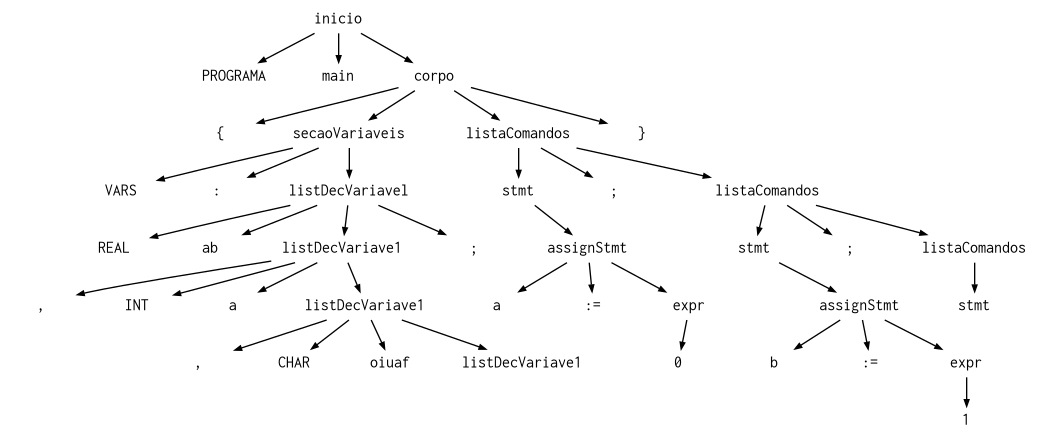 inicio
PROGRAMA main corpo
{ secaoVariaveis listaComandos }
VARS : listDecVariavel stmt ; listaComandos
REAL ab listDecVariave1 ; assignStmt stmt ; listaComandos
, INT a listDecVariave1 a := expr assignStmt stmt
, CHAR oiuaf listDecVariave1 0 b := expr
1